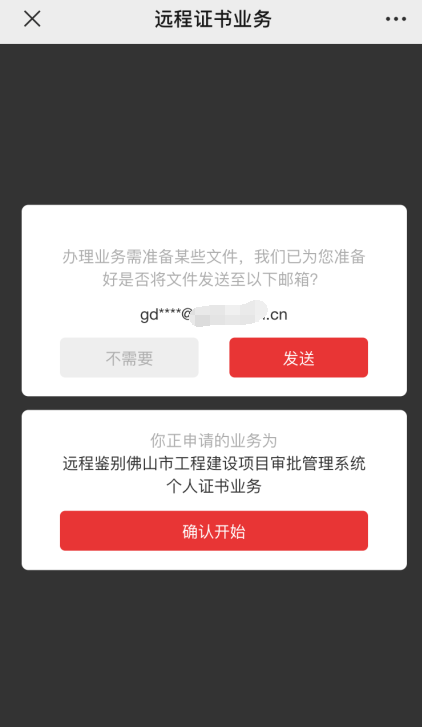 远程证书业务
办理业务需准备某些文件，我们已为您准备
好是否将文件发送至以下邮箱？
gd****@ .cn
不需要
发送
你正申请的业务为
远程鉴别佛山市工程建设项目审批管理系统
个人证书业务
确认开始